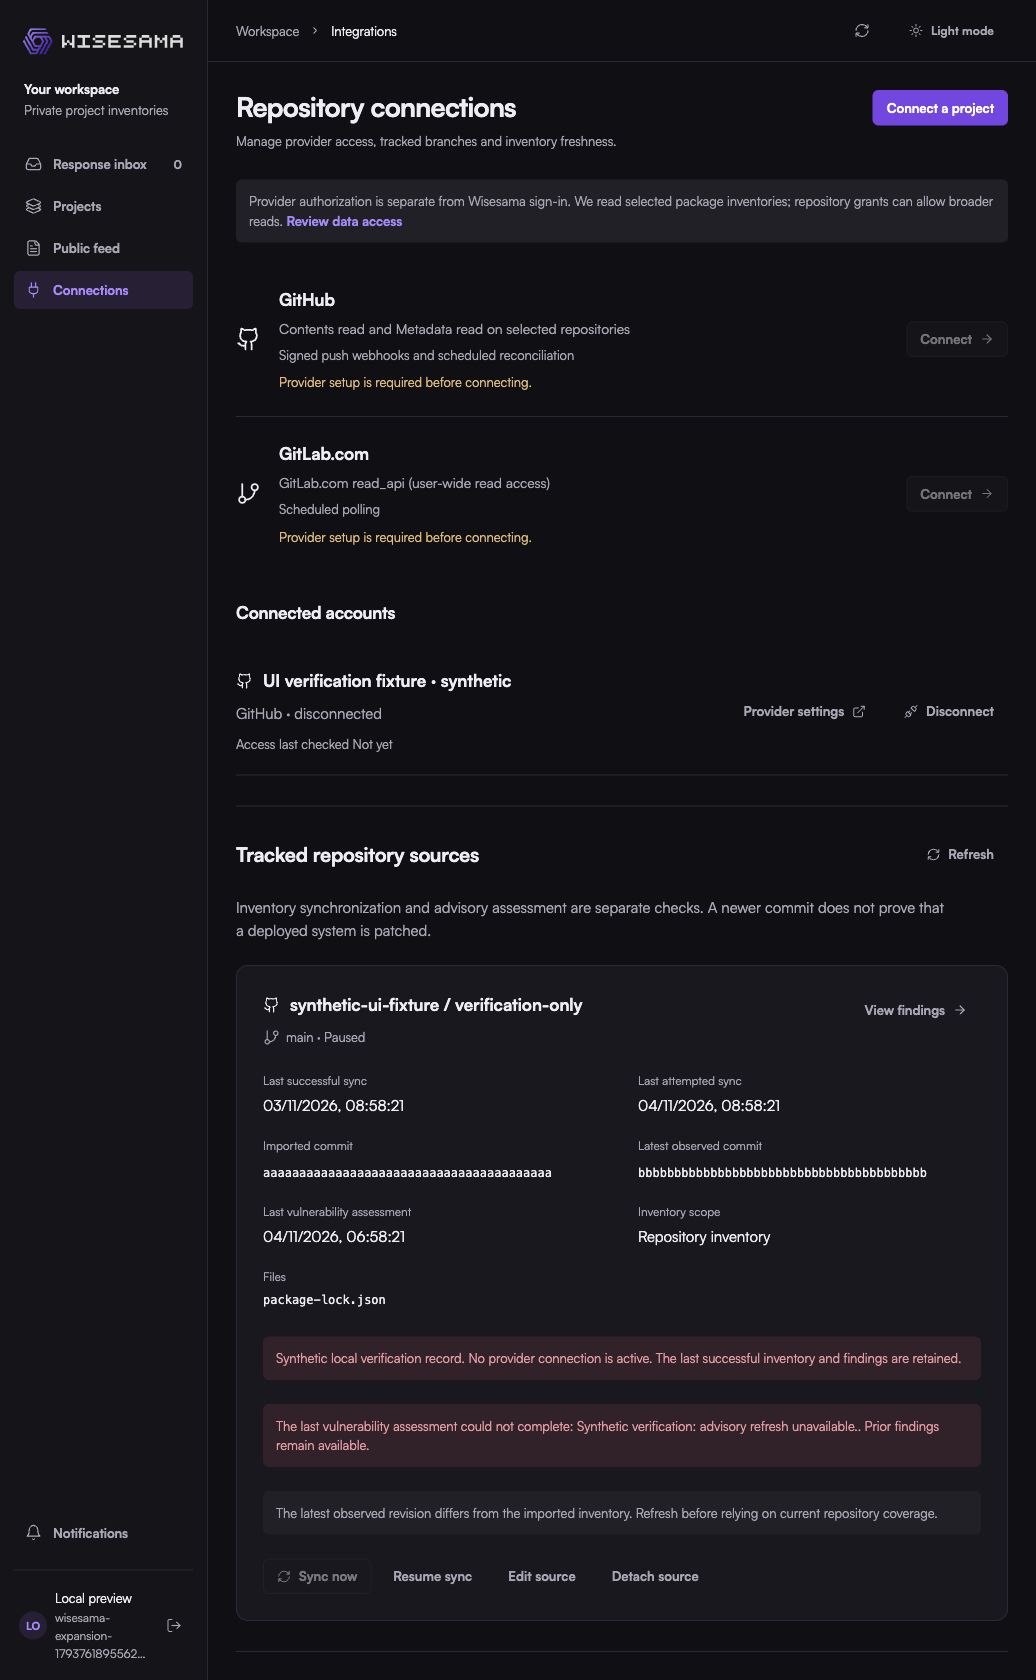 WISESAMA
Your workspace
Private project inventories
Response inbox 0
Projects
Public feed
Connections
Notifications
Local preview
LO
wisesama-
expansion-
1793761895562...
Workspace > Integrations
Light mode
Repository connections
Connect a project
Manage provider access, tracked branches and inventory freshness.
Provider authorization is separate from Wisesama sign-in. We read selected package inventories; repository grants can allow broader
reads. Review data access
GitHub
Contents read and Metadata read on selected repositories
Signed push webhooks and scheduled reconciliation
Provider setup is required before connecting.
Connect
GitLab.com
GitLab.com read_api (user-wide read access)
Scheduled polling
Provider setup is required before connecting.
Connect
Connected accounts
UI verification fixture · synthetic
GitHub · disconnected
Access last checked Not yet
Provider settings
Disconnect
Tracked repository sources
Refresh
Inventory synchronization and advisory assessment are separate checks. A newer commit does not prove that
a deployed system is patched.
synthetic-ui-fixture / verification-only
View findings
main · Paused
Last successful sync
03/11/2026, 08:58:21
Last attempted sync
04/11/2026, 08:58:21
Imported commit
aaaaaaaaaaaaaaaaaaaaaaaaaaaaaaaaaaaaaaaa
Latest observed commit
bbbbbbbbbbbbbbbbbbbbbbbbbbbbbbbbbbbbbbbb
Last vulnerability assessment
04/11/2026, 06:58:21
Inventory scope
Repository inventory
Files
package-lock.json
Synthetic local verification record. No provider connection is active. The last successful inventory and findings are retained.
The last vulnerability assessment could not complete: Synthetic verification: advisory refresh unavailable.. Prior findings
remain available.
The latest observed revision differs from the imported inventory. Refresh before relying on current repository coverage.
Sync now
Resume sync
Edit source
Detach source